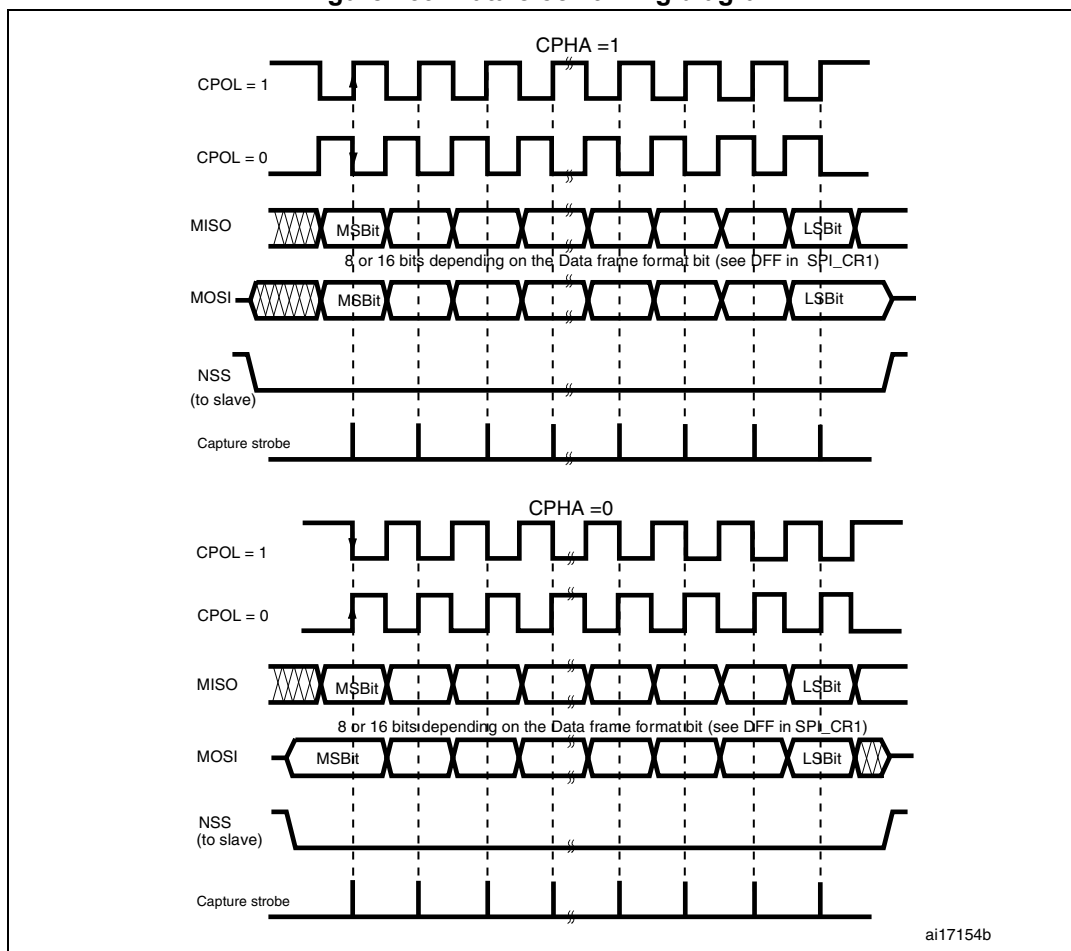 CPHA =1
CPOL = 1
CPOL = 0
MISO
MSBit
LSBit
8 or 16 bits depending on the Data frame format bit (see DFF in SPI_CR1)
MOSI
MSBit
LSBit
NSS
(to slave)
Capture strobe
CPHA =0
CPOL = 1
CPOL = 0
MISO
MSBit
LSBit
8 or 16 bits depending on the Data frame format bit (see DFF in SPI_CR1)
MOSI
MSBit
LSBit
NSS
(to slave)
Capture strobe
ai17154b